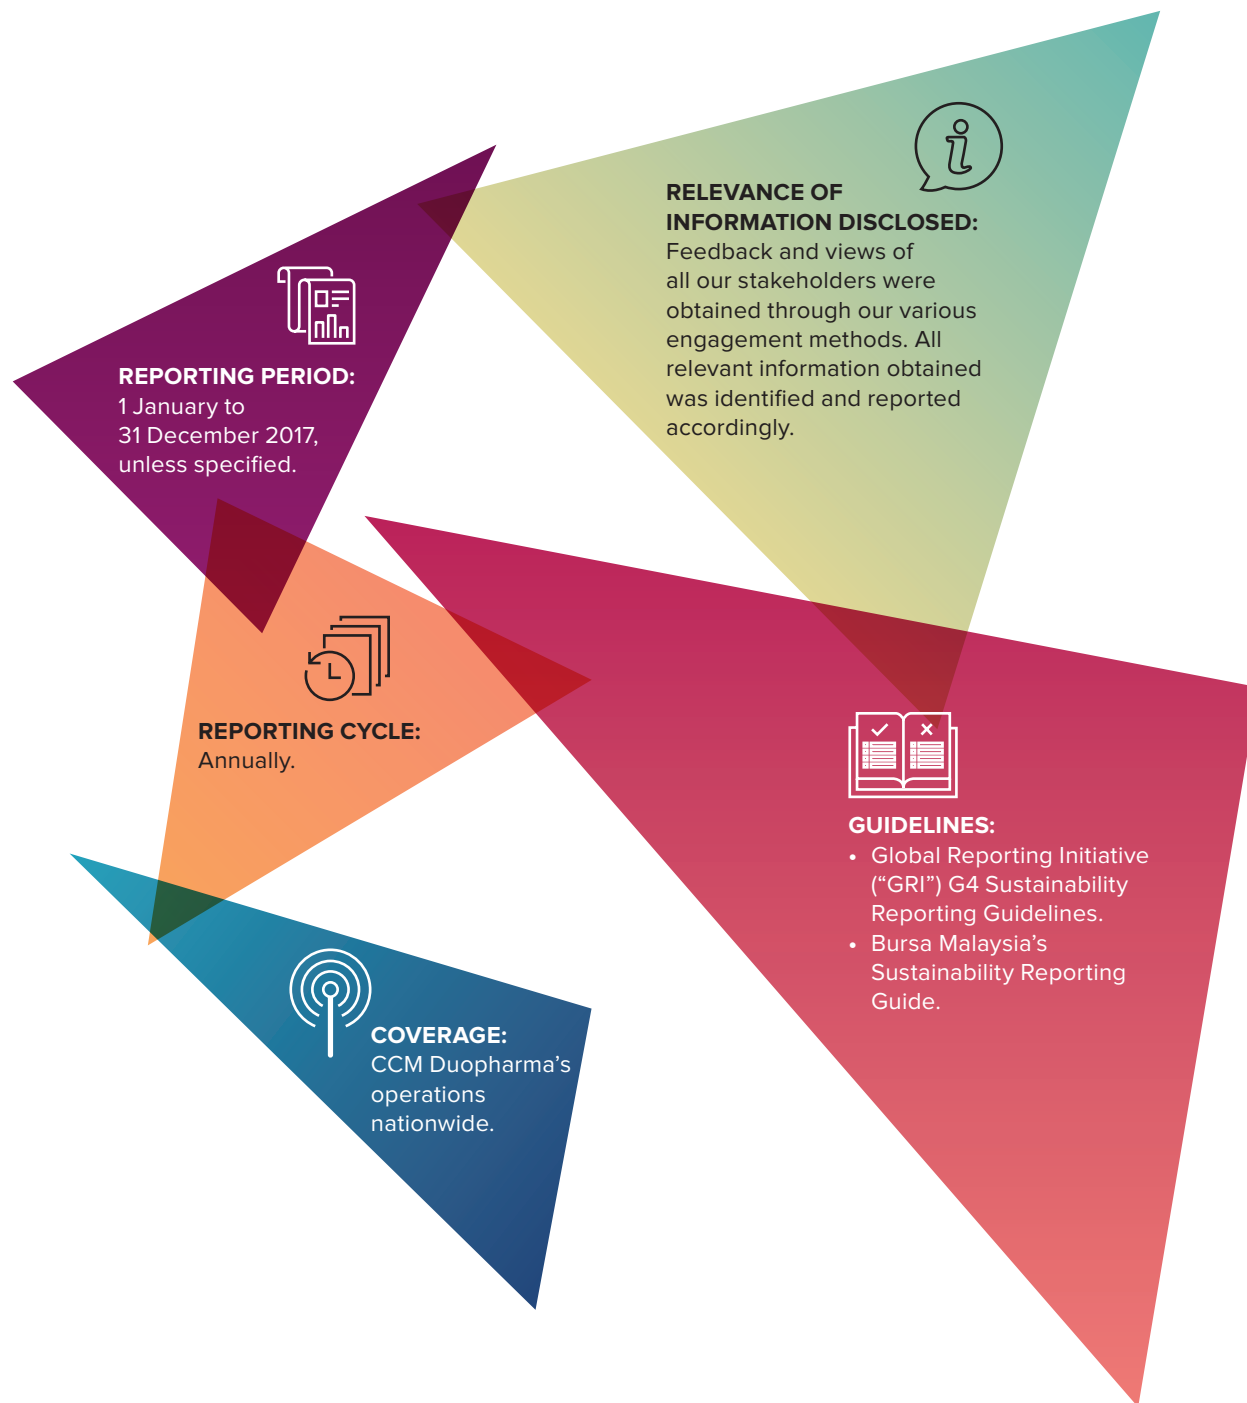 REPORTING PERIOD:
1 January to
31 December 2017,
unless specified.
RELEVANCE OF
INFORMATION DISCLOSED:
Feedback and views of
all our stakeholders were
obtained through our various
engagement methods. All
relevant information obtained
was identified and reported
accordingly.
REPORTING CYCLE:
Annually.
GUIDELINES:
• Global Reporting Initiative
(“GRI”) G4 Sustainability
Reporting Guidelines.
• Bursa Malaysia’s
Sustainability Reporting
Guide.
COVERAGE:
CCM Duopharma’s
operations
nationwide.